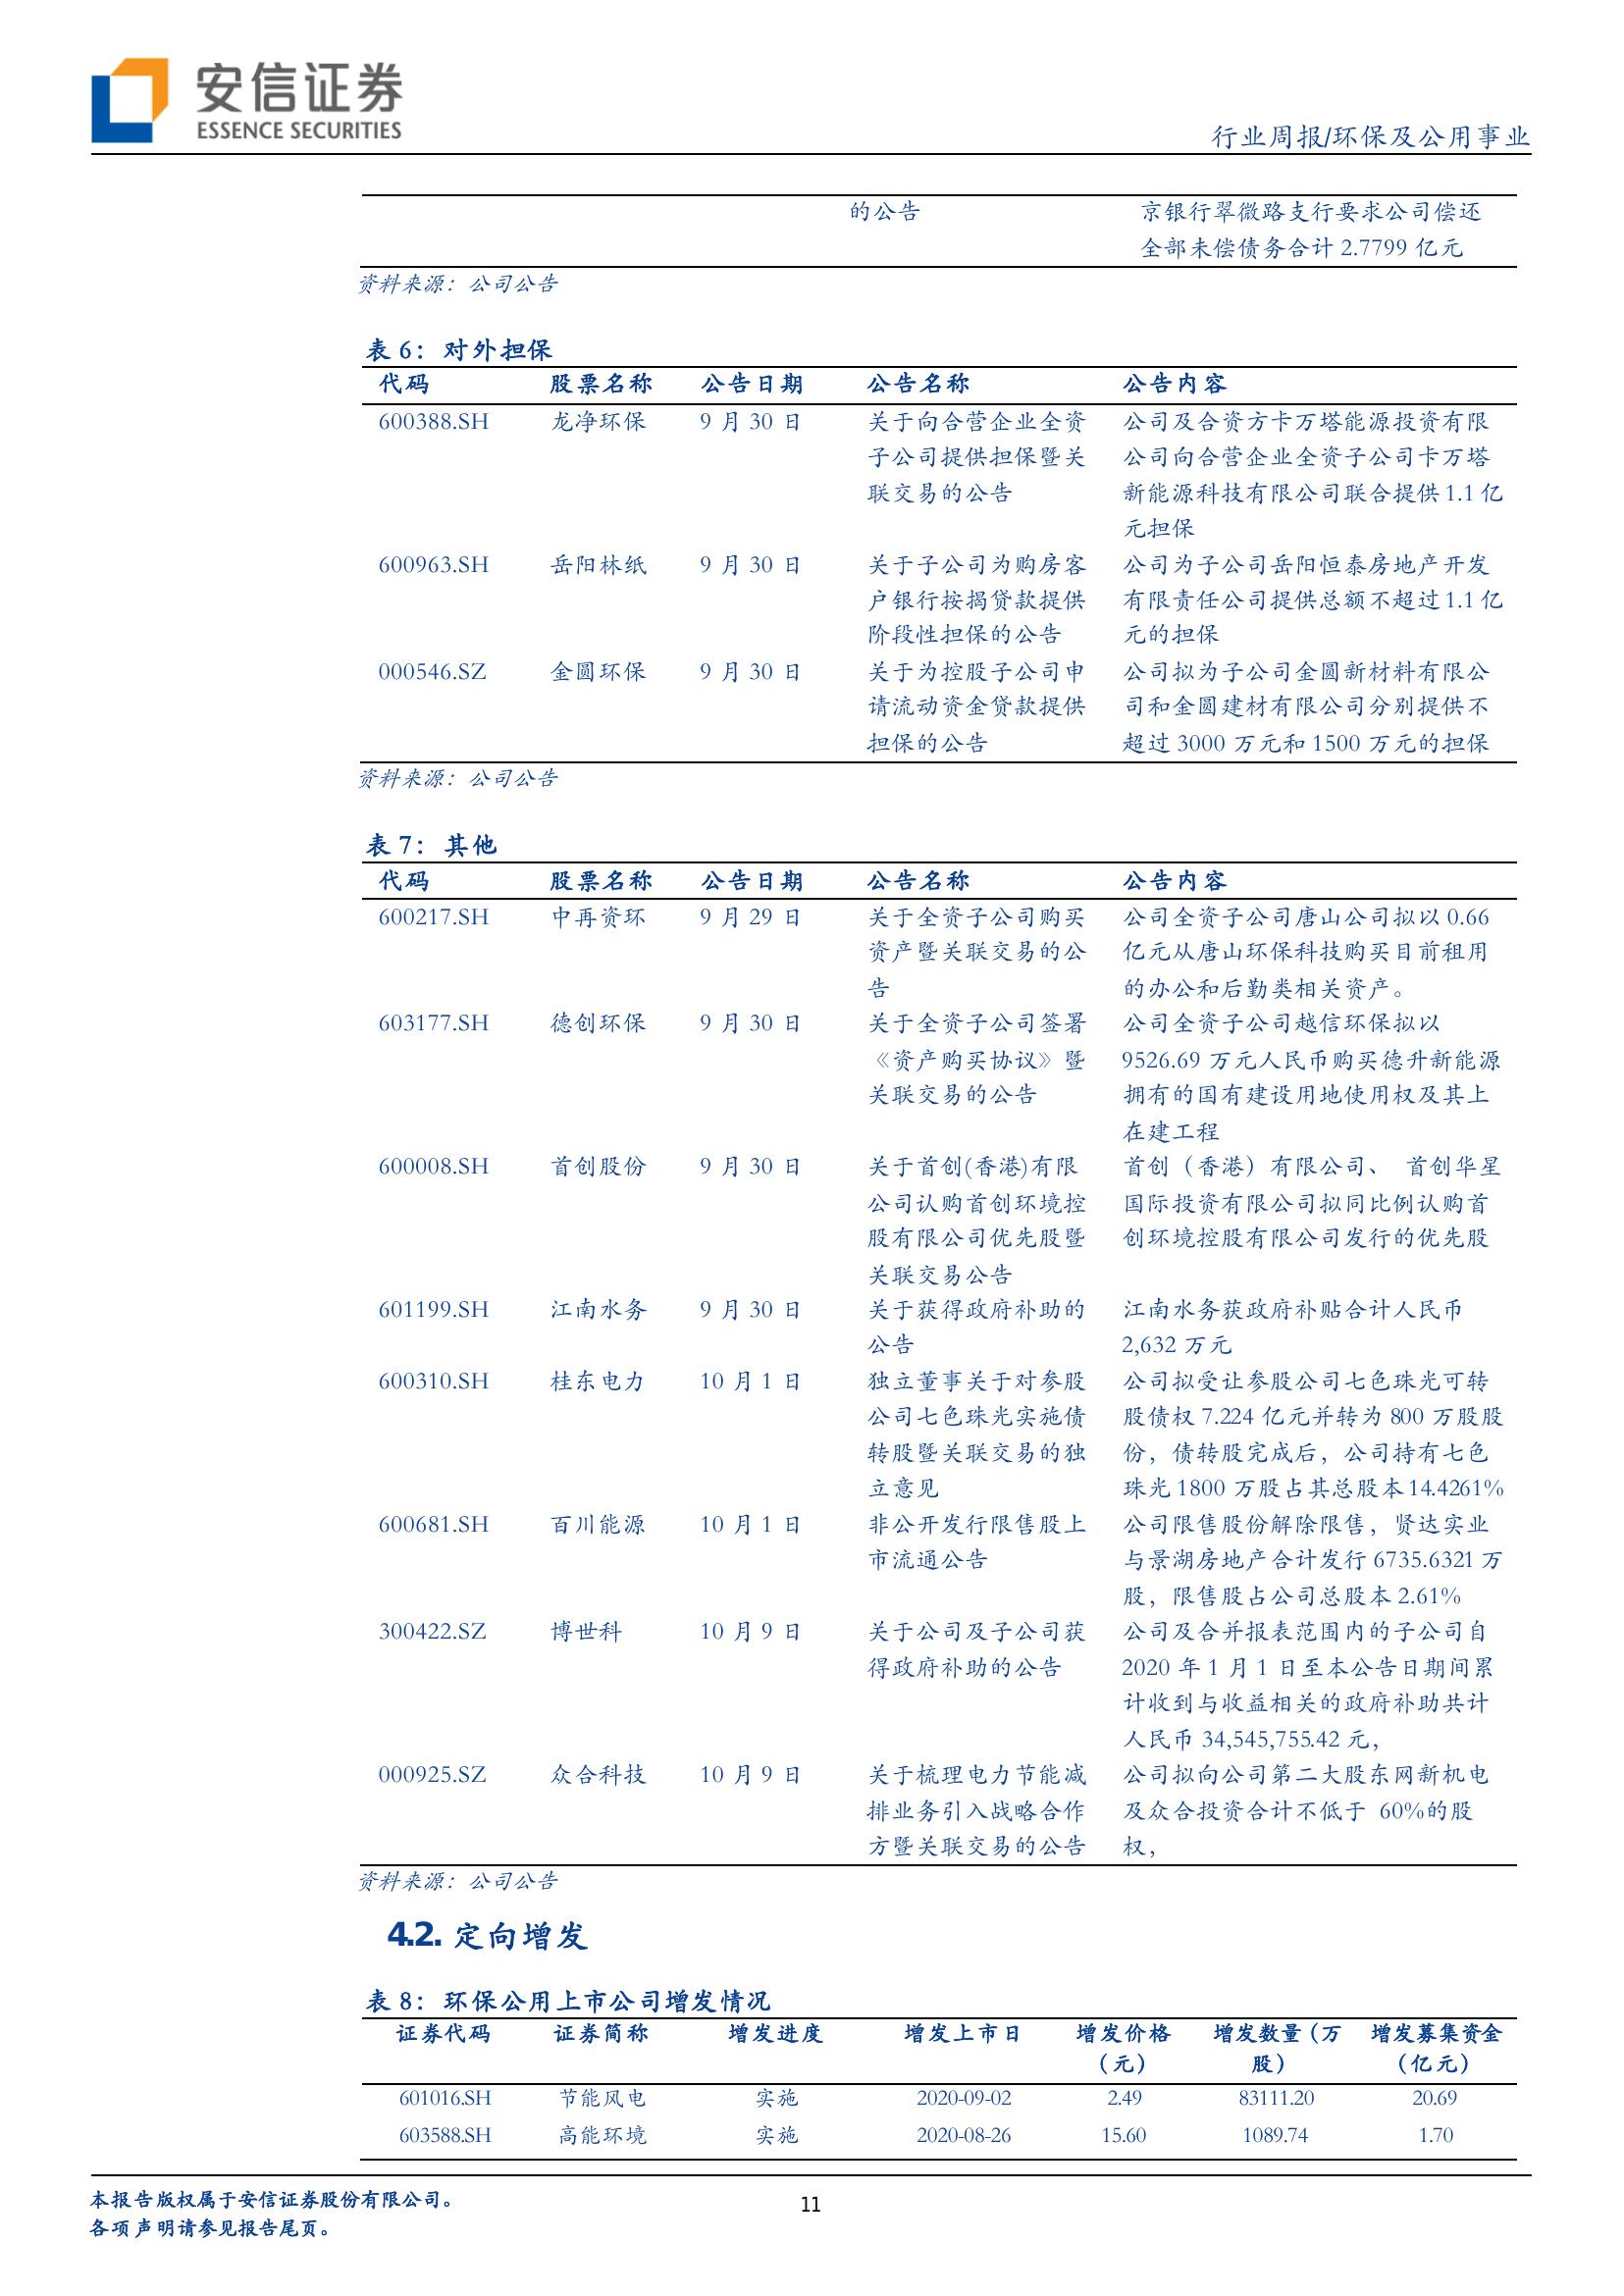 安信证券
ESSENCE SECURITIES
行业周报/环保及公用事业
的公告 京银行翠微路支行要求公司偿还
全部未偿债务合计 2.7799 亿元
资料来源：公司公告
表 6：对外担保
代码 股票名称 公告日期 公告名称 公告内容
600388.SH 龙净环保 9 月 30 日 关于向合营企业全资 公司及合资方卡万塔能源投资有限
子公司提供担保暨关 公司向合营企业全资子公司卡万塔
联交易的公告 新能源科技有限公司联合提供 1.1 亿
元担保
600963.SH 岳阳林纸 9 月 30 日 关于子公司为购房客 公司为子公司岳阳恒泰房地产开发
户银行按揭贷款提供 有限责任公司提供总额不超过 1.1 亿
阶段性担保的公告 元的担保
000546.SZ 金圆环保 9 月 30 日 关于为控股子公司申 公司拟为子公司金圆新材料有限公
请流动资金贷款提供 司和金圆建材有限公司分别提供不
担保的公告 超过 3000 万元和 1500 万元的担保
资料来源：公司公告
表 7：其他
代码 股票名称 公告日期 公告名称 公告内容
600217.SH 中再资环 9 月 29 日 关于全资子公司购买 公司全资子公司唐山公司拟以 0.66
资产暨关联交易的公 亿元从唐山环保科技购买目前租用
告 的办公和后勤类相关资产。
603177.SH 德创环保 9 月 30 日 关于全资子公司签署 公司全资子公司越信环保拟以
《资产购买协议》暨 9526.69 万元人民币购买德升新能源
关联交易的公告 拥有的国有建设用地使用权及其上
在建工程
600008.SH 首创股份 9 月 30 日 关于首创(香港)有限 首创（香港）有限公司、 首创华星
公司认购首创环境控 国际投资有限公司拟同比例认购首
股有限公司优先股暨 创环境控股有限公司发行的优先股
关联交易公告
601199.SH 江南水务 9 月 30 日 关于获得政府补助的 江南水务获政府补贴合计人民币
公告 2,632 万元
600310.SH 桂东电力 10 月 1 日 独立董事关于对参股 公司拟受让参股公司七色珠光可转
公司七色珠光实施债 股债权 7.224 亿元并转为 800 万股股
转股暨关联交易的独 份，债转股完成后，公司持有七色
立意见 珠光 1800 万股占其总股本 14.4261%
600681.SH 百川能源 10 月 1 日 非公开发行限售股上 公司限售股份解除限售，贤达实业
市流通公告 与景湖房地产合计发行 6735.6321 万
股，限售股占公司总股本 2.61%
300422.SZ 博世科 10 月 9 日 关于公司及子公司获 公司及合并报表范围内的子公司自
得政府补助的公告 2020 年 1 月 1 日至本公告日期间累
计收到与收益相关的政府补助共计
人民币 34,545,755.42 元，
000925.SZ 众合科技 10 月 9 日 关于梳理电力节能减 公司拟向公司第二大股东网新机电
排业务引入战略合作 及众合投资合计不低于 60%的股
方暨关联交易的公告 权，
资料来源：公司公告
4.2. 定向增发
表 8：环保公用上市公司增发情况
证券代码 证券简称 增发进度 增发上市日 增发价格 增发数量（万 增发募集资金
（元） 股） （亿元）
601016.SH 节能风电 实施 2020-09-02 2.49 83111.20 20.69
603588.SH 高能环境 实施 2020-08-26 15.60 1089.74 1.70
本报告版权属于安信证券股份有限公司。
11
各项声明请参见报告尾页。